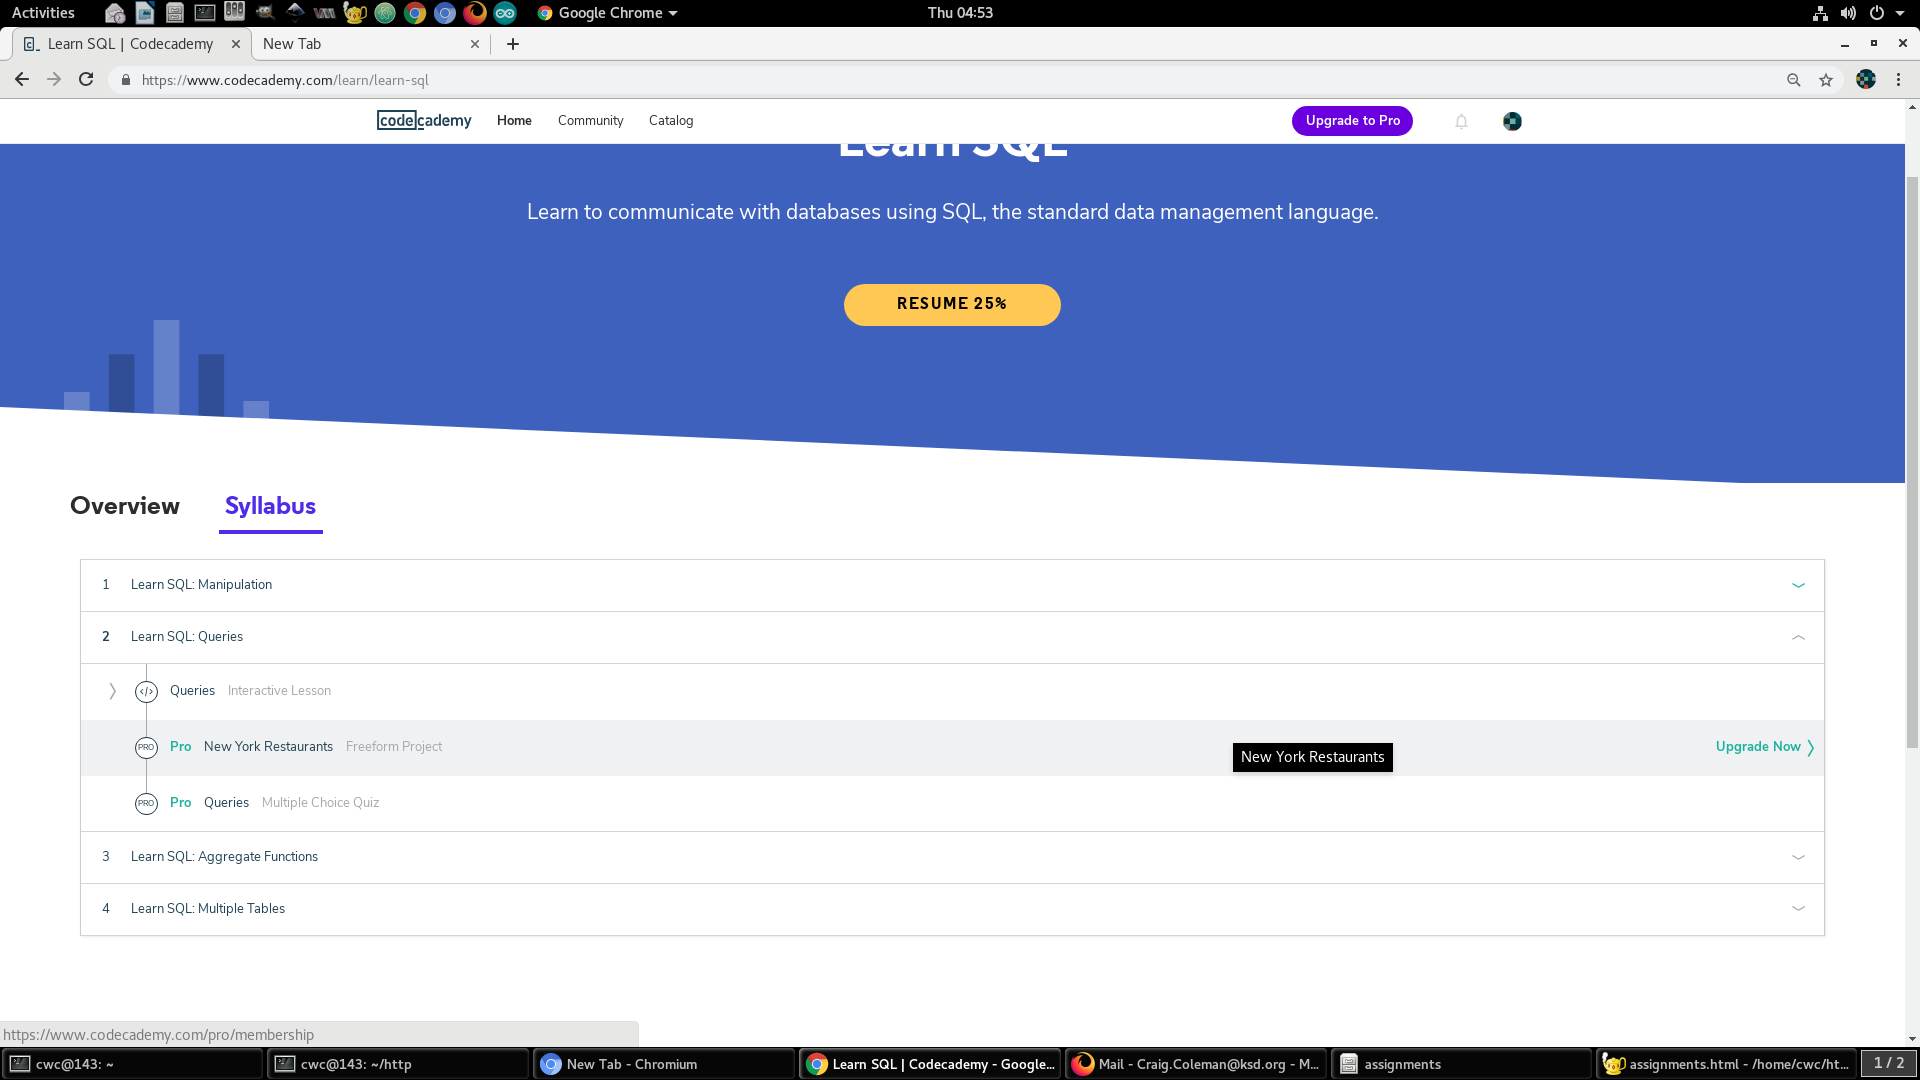 Activities
Google Chrome
Thu 04:53
Learn SQL | Codecademy
New Tab
https://www.codecademy.com/learn/learn-sql
codecademy
Home
Community
Catalog
Upgrade to Pro
Learn SQL
Learn to communicate with databases using SQL, the standard data management language.
RESUME 25%
Overview
Syllabus
1 Learn SQL: Manipulation
2 Learn SQL: Queries
</> Queries Interactive Lesson
PRO Pro New York Restaurants Freeform Project
New York Restaurants
Upgrade Now
PRO Pro Queries Multiple Choice Quiz
3 Learn SQL: Aggregate Functions
4 Learn SQL: Multiple Tables
https://www.codecademy.com/pro/membership
cwc@143: ~
cwc@143: ~/http
New Tab - Chromium
Learn SQL | Codecademy - Google...
Mail - Craig.Coleman@ksd.org - M...
assignments
assignments.html - /home/cwc/ht...
1 / 2